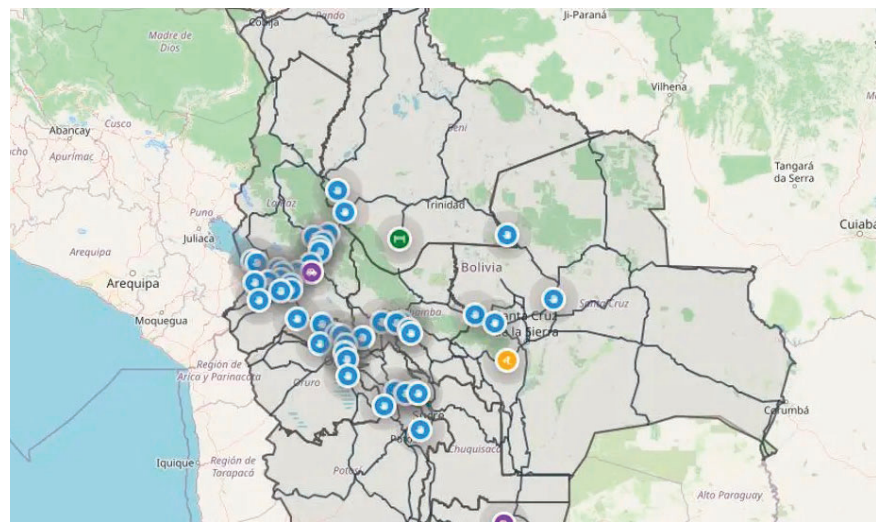 Cobija
Pando
Ji-Paraná
Madre de
Dios
Vilhena
Abancay
Cusco
Apurímac
Beni
Tangará
da Serra
Trinidad
Puno
Juliaca
Cuiaba
Arequipa
Bolivia
Arequipa
Santa Cruz
Moquegua
Santa Cruz
de la Sierra
Región de
Arica y Parinacota
Oruro
Corumbá
Sucre
Iquique
Región de
Tarapacá
Potosí
Chuquisaca
Alto Paraguay